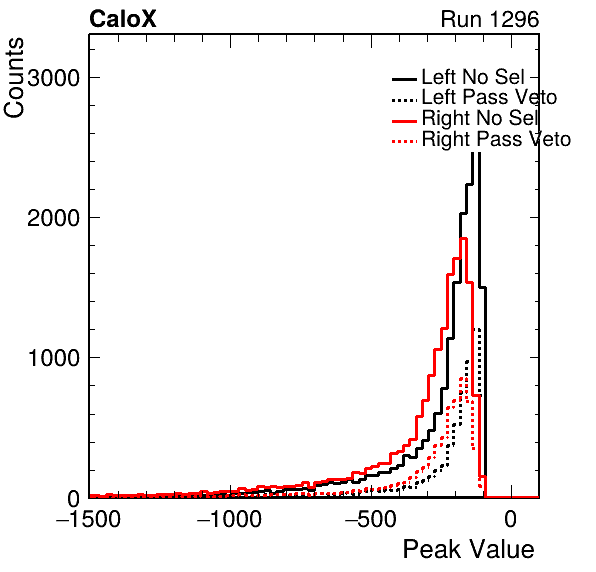 CaloX Run 1296
Counts
3000
2000
1000
0
Left No Sel
Left Pass Veto
Right No Sel
Right Pass Veto
−1500 −1000 −500 0
Peak Value